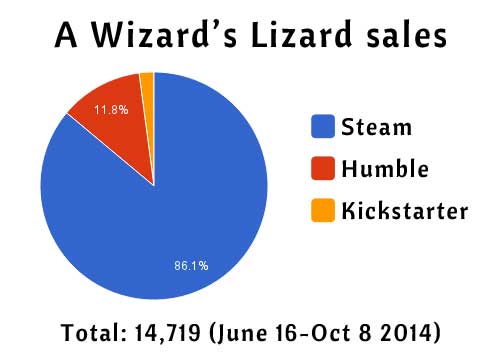 A Wizard's Lizard sales
11.8%
Steam
Humble
Kickstarter
86.1%
Total: 14,719 (June 16-Oct 8 2014)